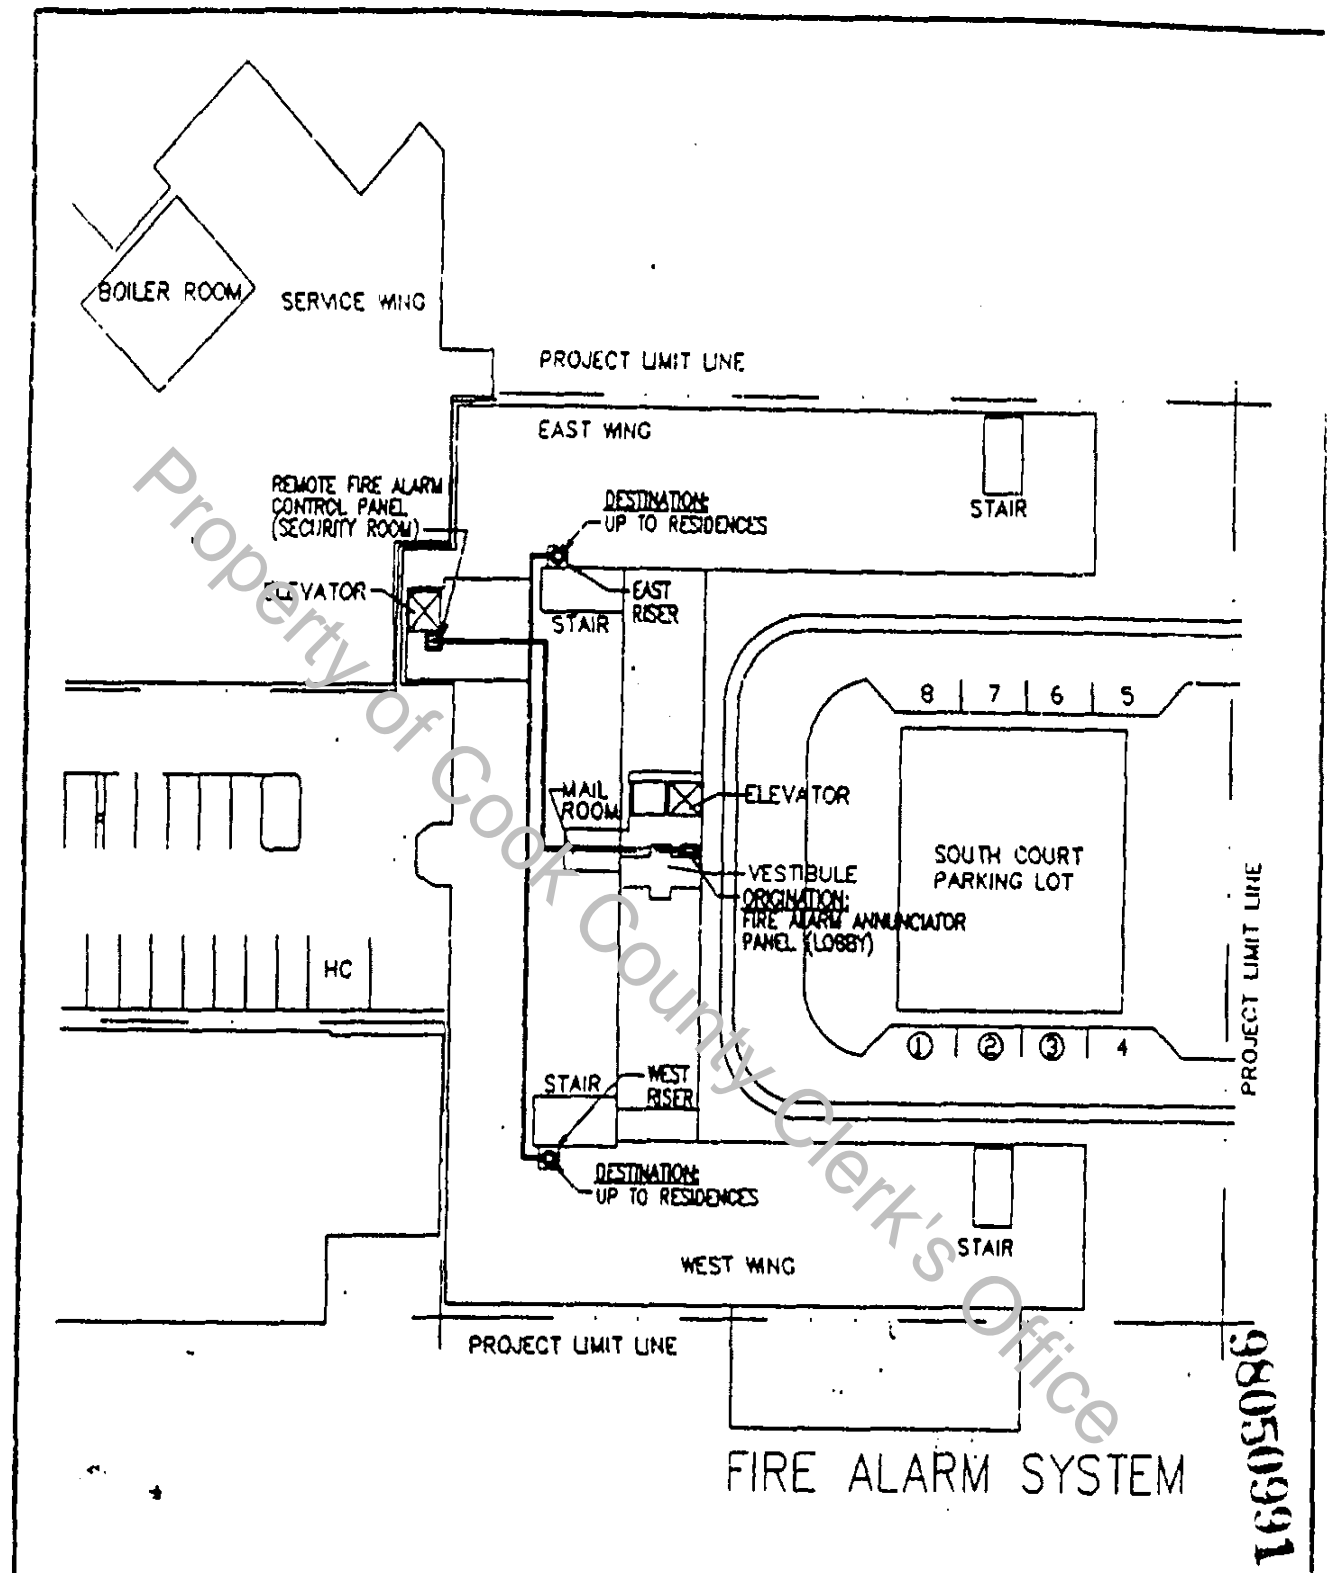 BOILER ROOM
SERVICE WING
PROJECT LIMIT LINE
EAST WING
REMOTE FIRE ALARM
CONTROL PANEL
(SECURITY ROOM)
DESTINATION:
UP TO RESIDENCES
STAIR
ELEVATOR
EAST
RISER
STAIR
8 7 6 5
MAIL
ROOM
ELEVATOR
SOUTH COURT
PARKING LOT
VESTIBULE
ORIGINATION:
FIRE ALARM ANNUNCIATOR
PANEL (LOBBY)
HC
PROJECT LIMIT LINE
1 2 3 4
STAIR
WEST
RISER
DESTINATION:
UP TO RESIDENCES
STAIR
WEST WING
PROJECT LIMIT LINE
FIRE ALARM SYSTEM
98050991
Property of Cook County Clerk's Office